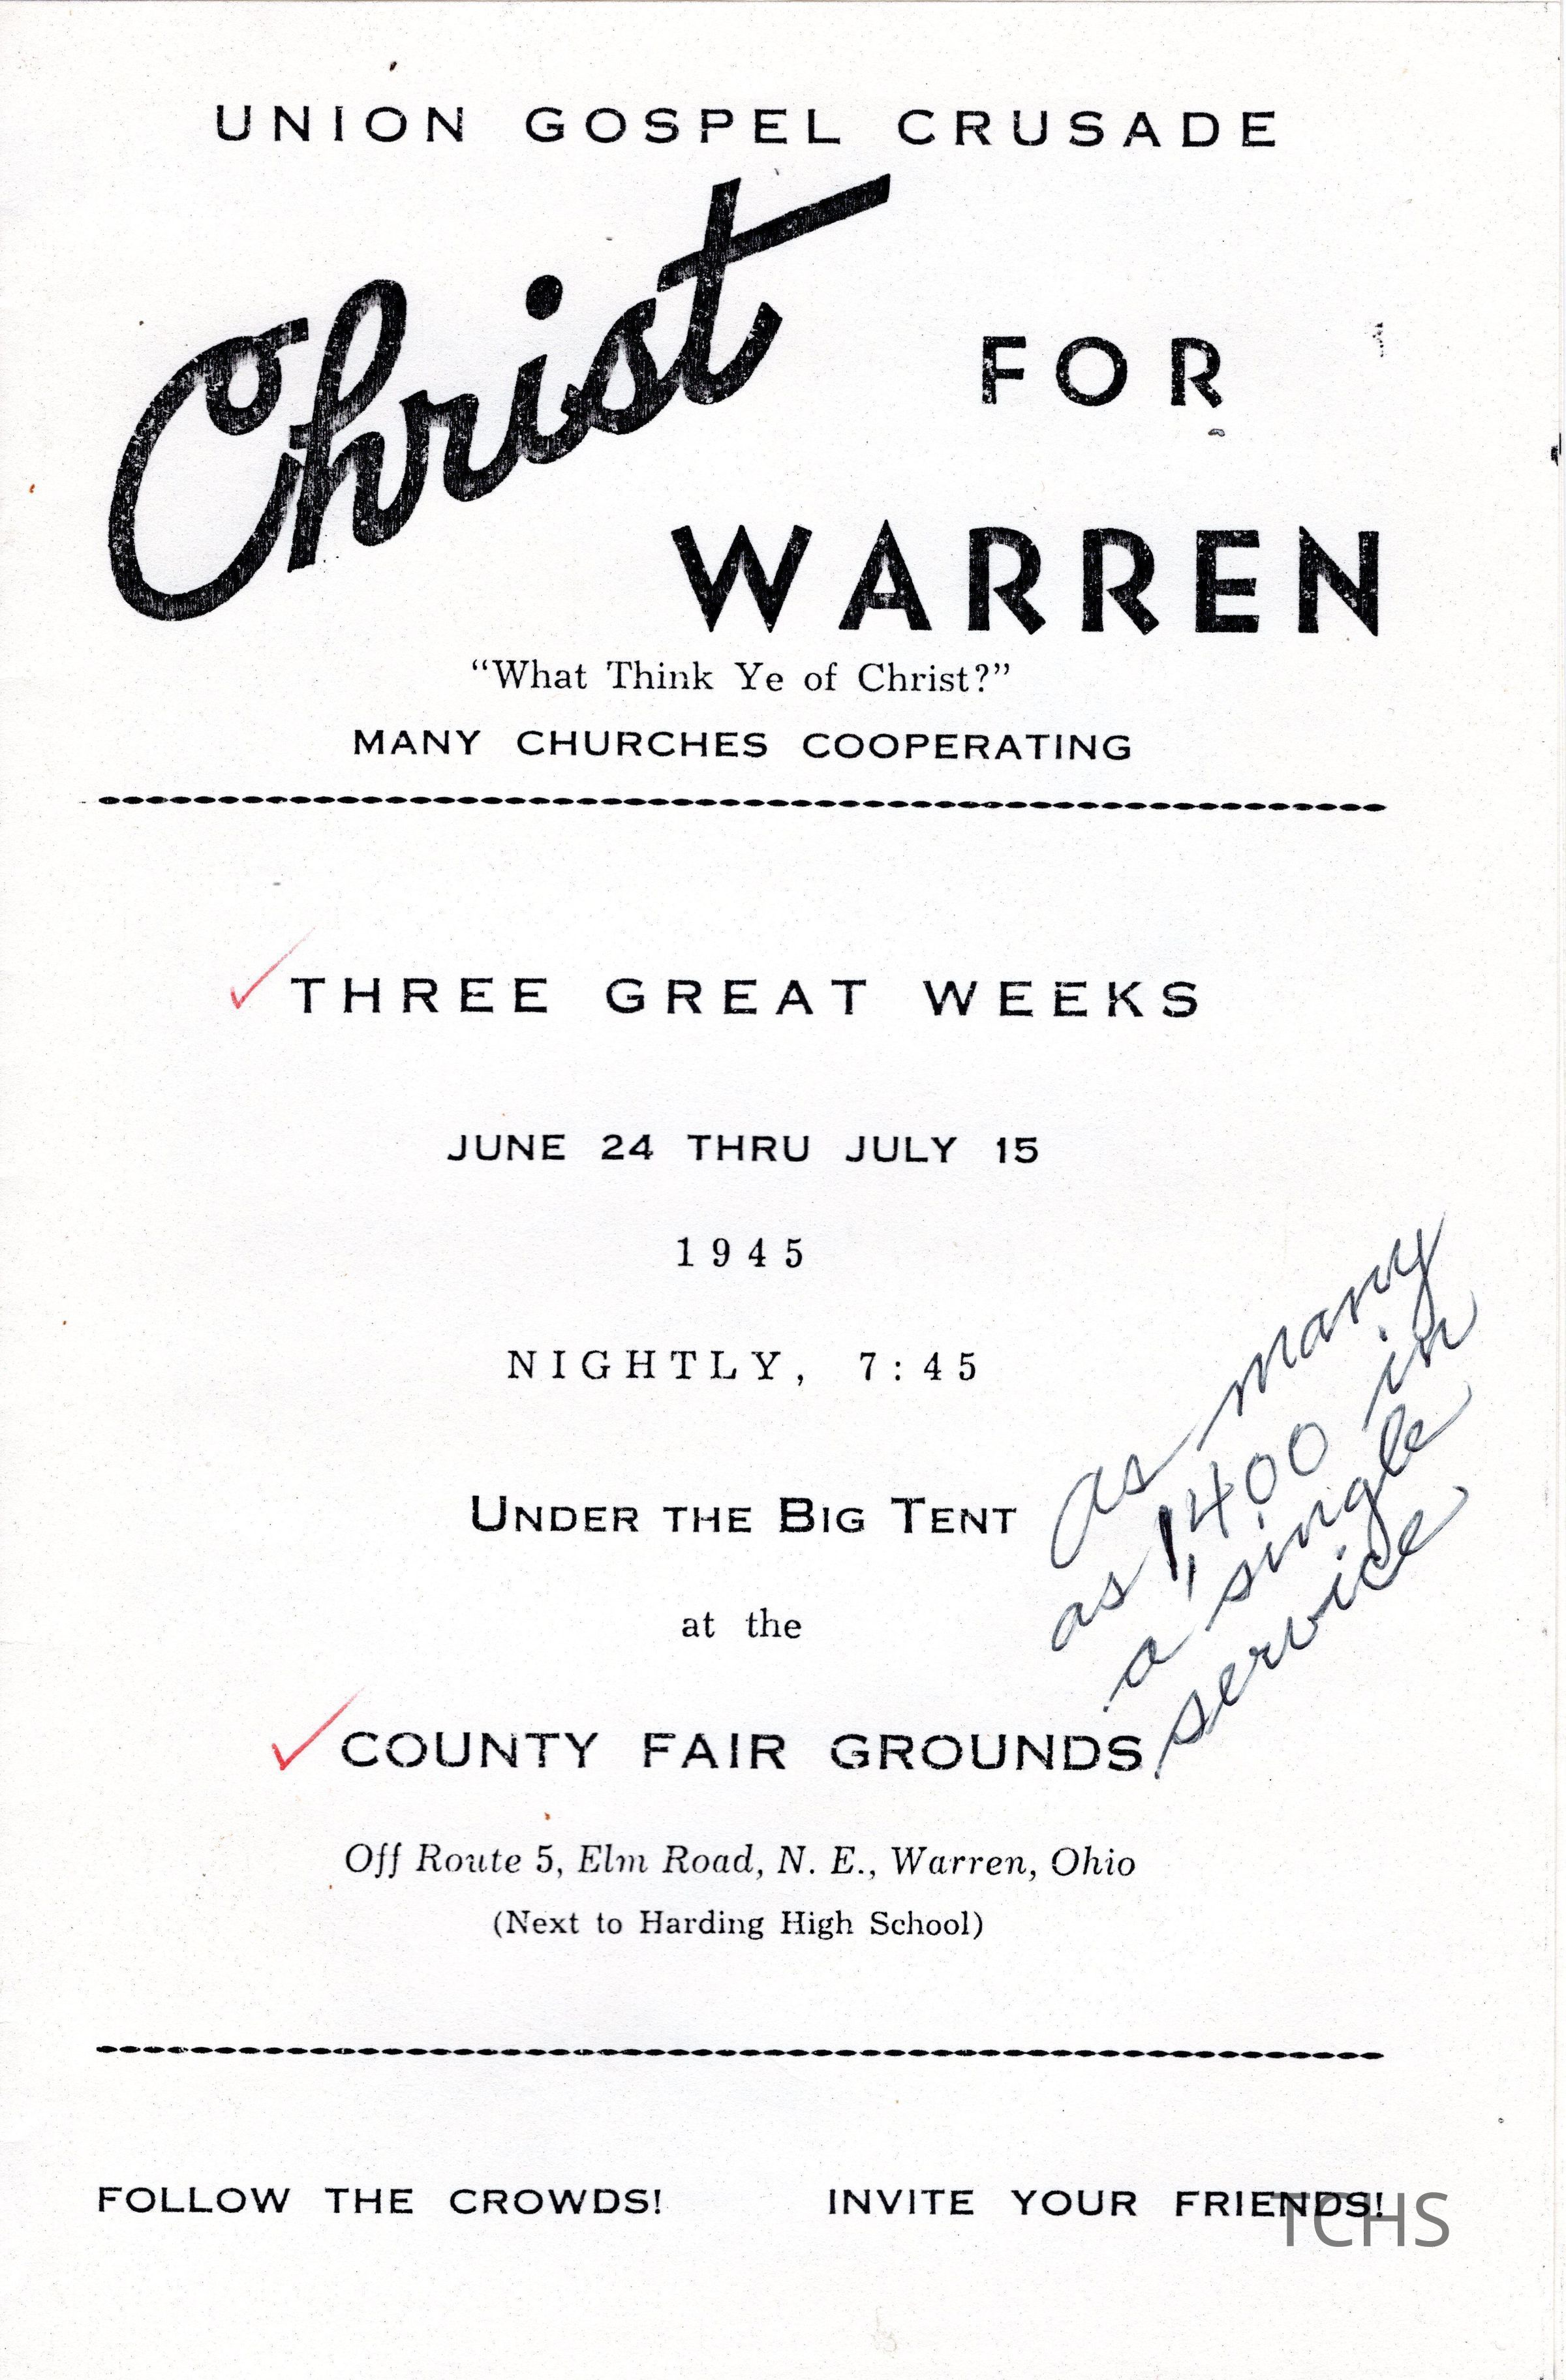 UNION GOSPEL CRUSADE
Christ FOR
WARREN
“What Think Ye of Christ?”
MANY CHURCHES COOPERATING
THREE GREAT WEEKS
JUNE 24 THRU JULY 15
1945
NIGHTLY, 7:45
UNDER THE BIG TENT
at the
COUNTY FAIR GROUNDS
as many
as 1,400 in
a single
service
Off Route 5, Elm Road, N. E., Warren, Ohio
(Next to Harding High School)
FOLLOW THE CROWDS! INVITE YOUR FRIENDS!
TCHS